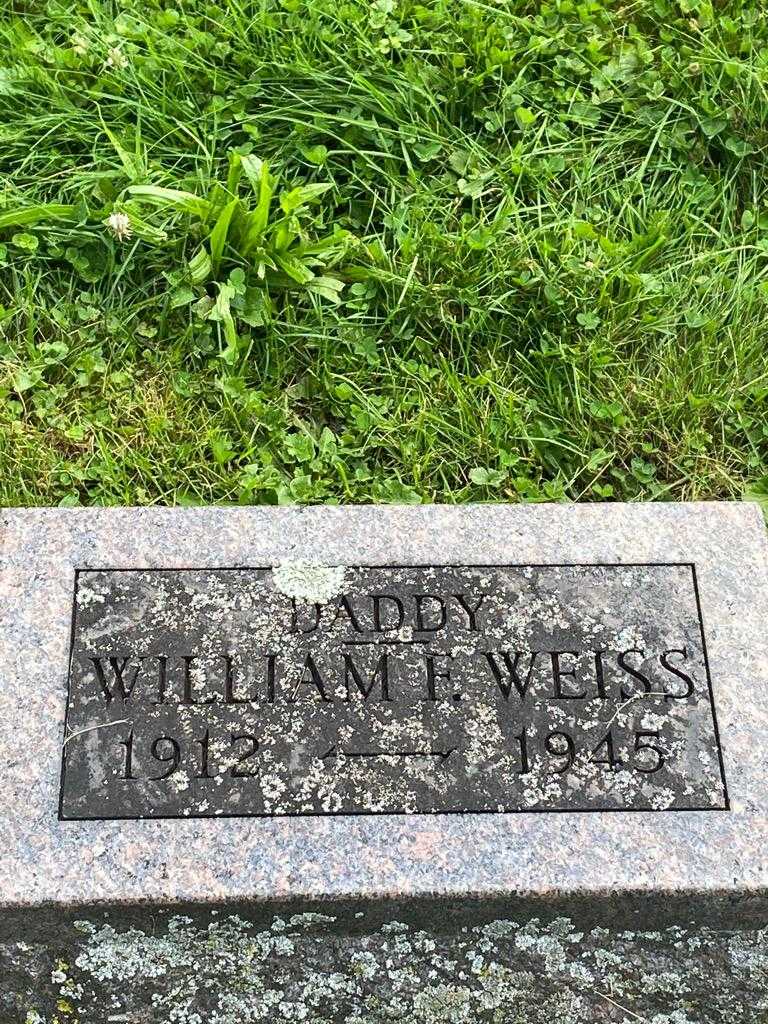 DADDY
WILLIAM F. WEISS
1912 — 1945